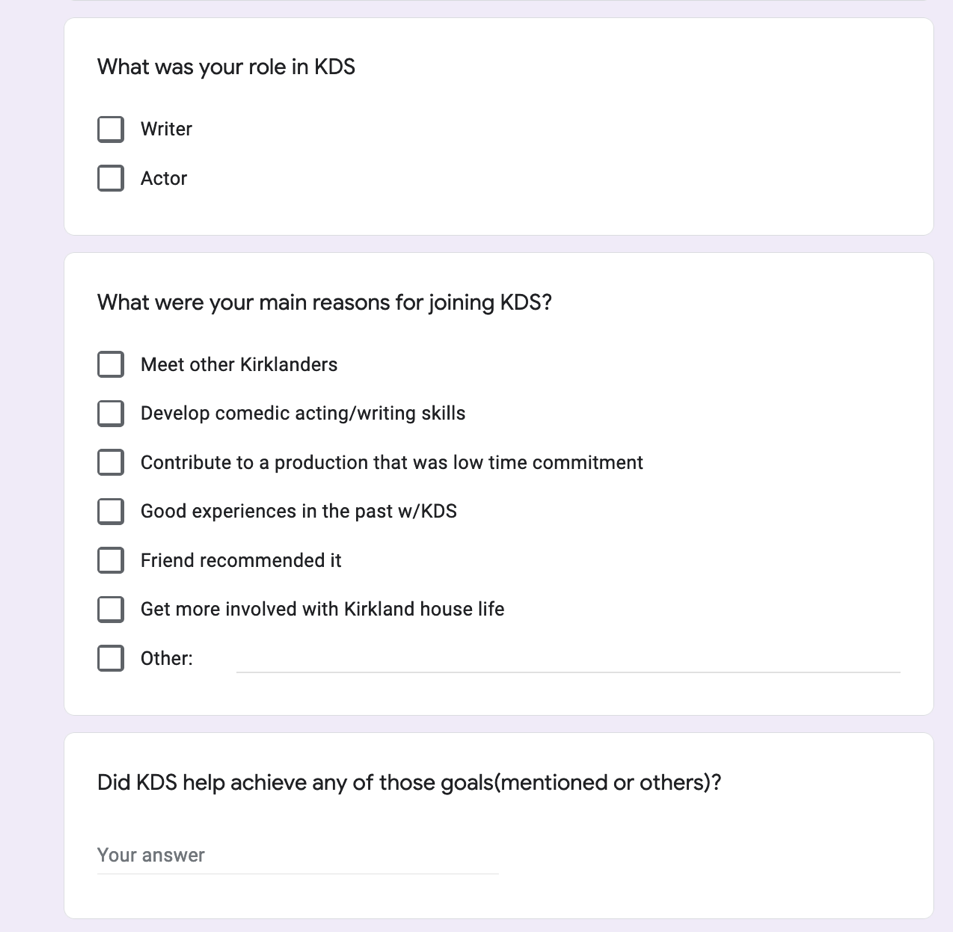 What was your role in KDS
Writer
Actor
What were your main reasons for joining KDS?
Meet other Kirklanders
Develop comedic acting/writing skills
Contribute to a production that was low time commitment
Good experiences in the past w/KDS
Friend recommended it
Get more involved with Kirkland house life
Other:
Did KDS help achieve any of those goals(mentioned or others)?
Your answer